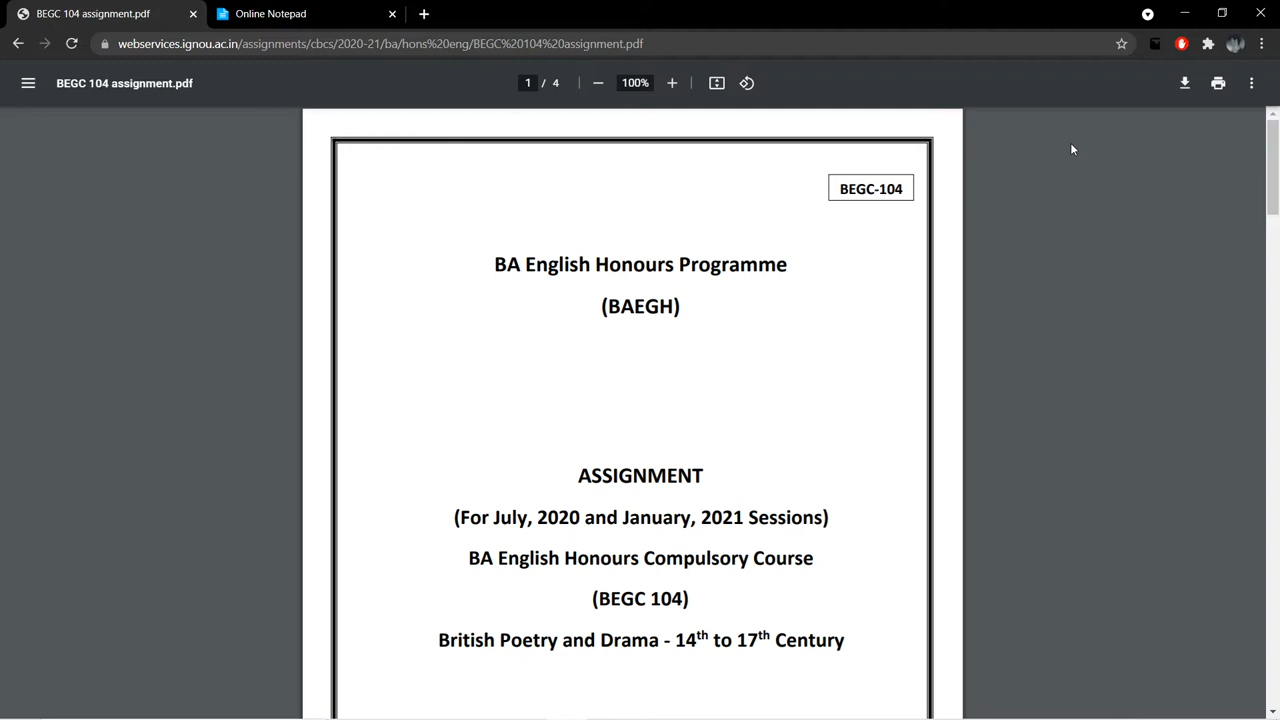 BEGC 104 assignment.pdf
Online Notepad
webservices.ignou.ac.in/assignments/cbcs/2020-21/ba/hons%20eng/BEGC%20104%20assignment.pdf
BEGC 104 assignment.pdf
1 / 4
100%
BEGC-104
BA English Honours Programme
(BAEGH)
ASSIGNMENT
(For July, 2020 and January, 2021 Sessions)
BA English Honours Compulsory Course
(BEGC 104)
British Poetry and Drama - 14th to 17th Century